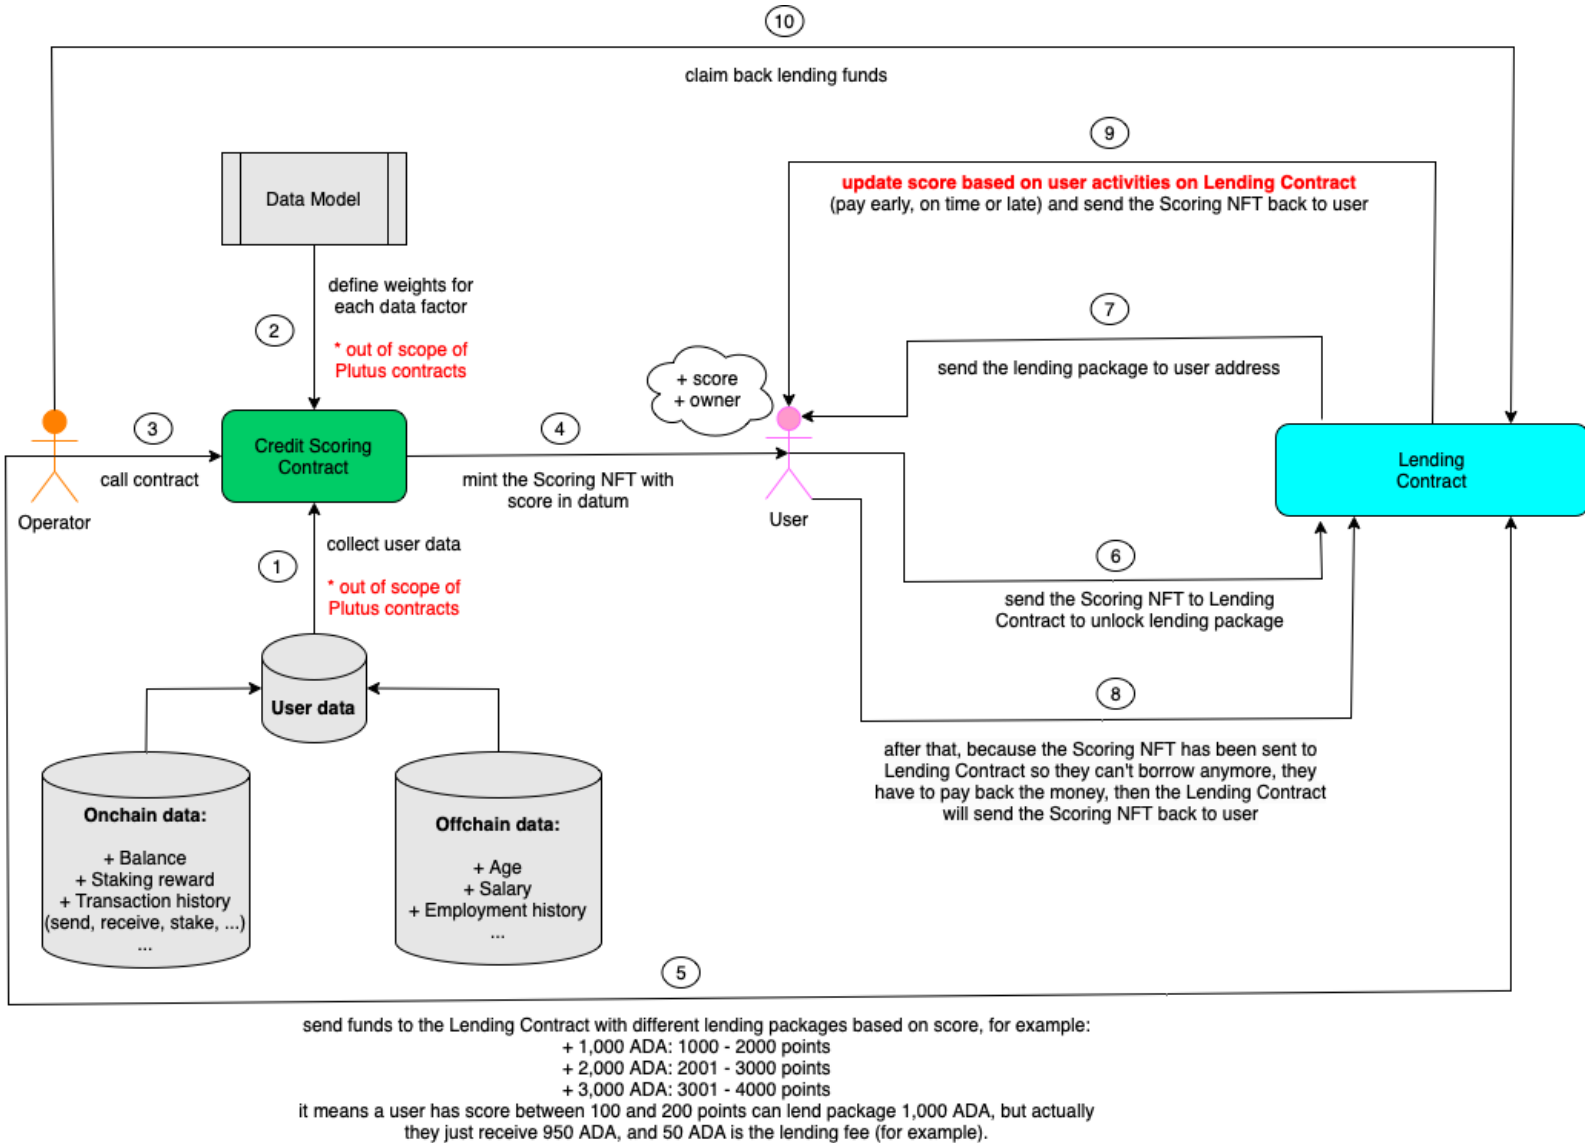 10
claim back lending funds
9
update score based on user activities on Lending Contract
(pay early, on time or late) and send the Scoring NFT back to user
Data Model
define weights for
each data factor
2
* out of scope of
Plutus contracts
7
send the lending package to user address
+ score
+ owner
3
call contract
Operator
Credit Scoring
Contract
4
mint the Scoring NFT with
score in datum
User
Lending
Contract
1
collect user data
* out of scope of
Plutus contracts
6
send the Scoring NFT to Lending
Contract to unlock lending package
User data
8
after that, because the Scoring NFT has been sent to
Lending Contract so they can't borrow anymore, they
have to pay back the money, then the Lending Contract
will send the Scoring NFT back to user
Onchain data:
+ Balance
+ Staking reward
+ Transaction history
(send, receive, stake, ...)
...
Offchain data:
+ Age
+ Salary
+ Employment history
...
5
send funds to the Lending Contract with different lending packages based on score, for example:
+ 1,000 ADA: 1000 - 2000 points
+ 2,000 ADA: 2001 - 3000 points
+ 3,000 ADA: 3001 - 4000 points
it means a user has score between 100 and 200 points can lend package 1,000 ADA, but actually
they just receive 950 ADA, and 50 ADA is the lending fee (for example).